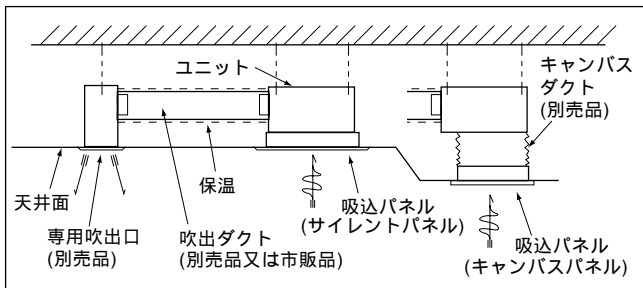 ユニット
キャンバス
ダクト
(別売品)
天井面
保温
専用吹出口
(別売品)
吹出ダクト
(別売品又は市販品)
吸込パネル
(サイレントパネル)
吸込パネル
(キャンバスパネル)